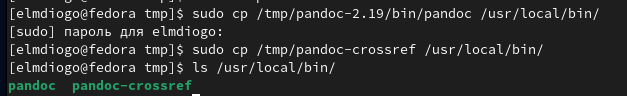 [elmdiogo@fedora tmp]$ sudo cp /tmp/pandoc-2.19/bin/pandoc /usr/local/bin/
[sudo] пароль для elmdiogo:
[elmdiogo@fedora tmp]$ sudo cp /tmp/pandoc-crossref /usr/local/bin/
[elmdiogo@fedora tmp]$ ls /usr/local/bin/
pandoc  pandoc-crossref